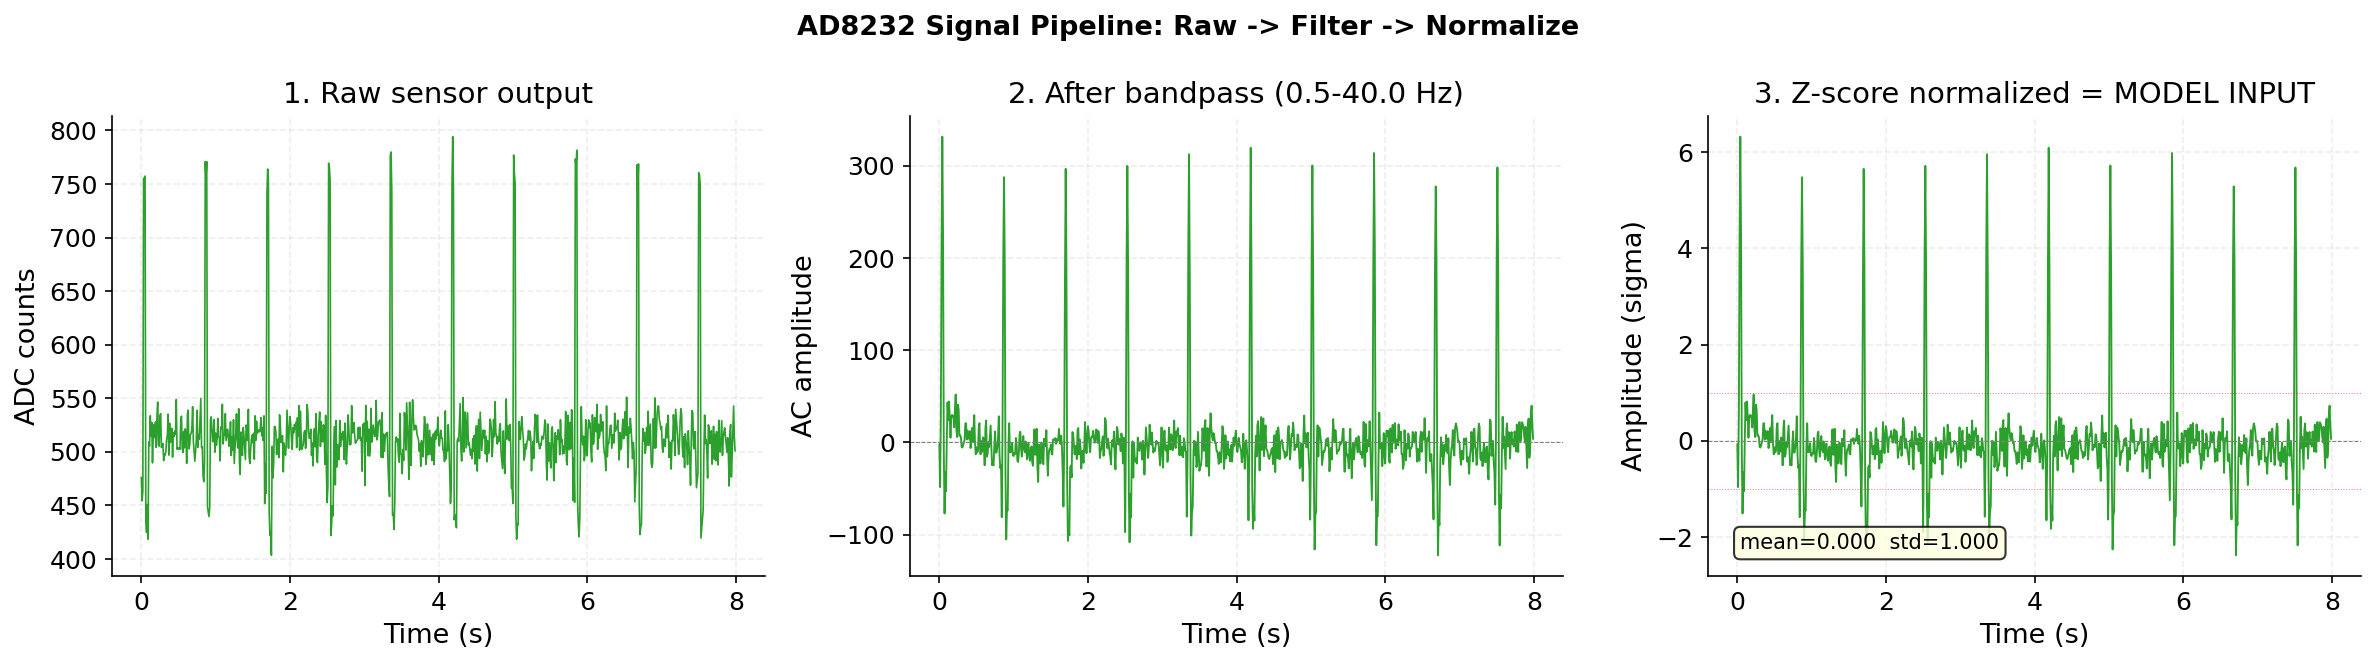 AD8232 Signal Pipeline: Raw -> Filter -> Normalize
1. Raw sensor output
ADC counts
800
750
700
650
600
550
500
450
400
0 2 4 6 8
Time (s)
2. After bandpass (0.5-40.0 Hz)
AC amplitude
300
200
100
0
−100
0 2 4 6 8
Time (s)
3. Z-score normalized = MODEL INPUT
Amplitude (sigma)
6
4
2
0
−2
mean=0.000 std=1.000
0 2 4 6 8
Time (s)